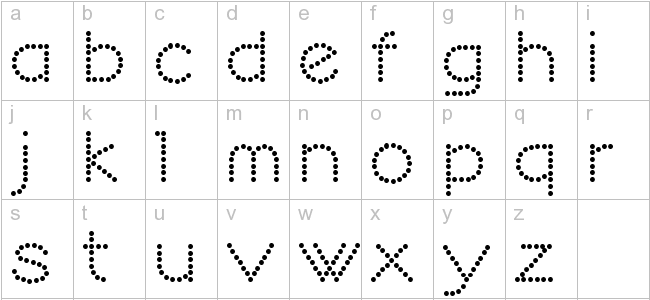 a b c d e f g h i
a b c d e f g h i
j k l m n o p q r
j k l m n o p q r
s t u v w x y z
s t u v w x y z